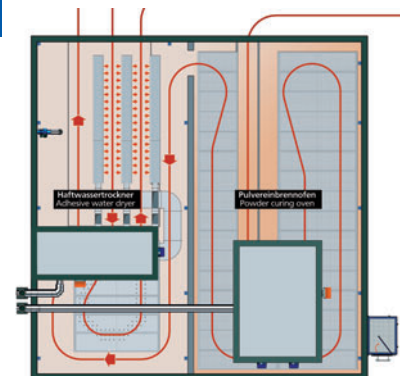 Haftwassertrockner
Adhesive water dryer
Pulvereinbrennofen
Powder curing oven